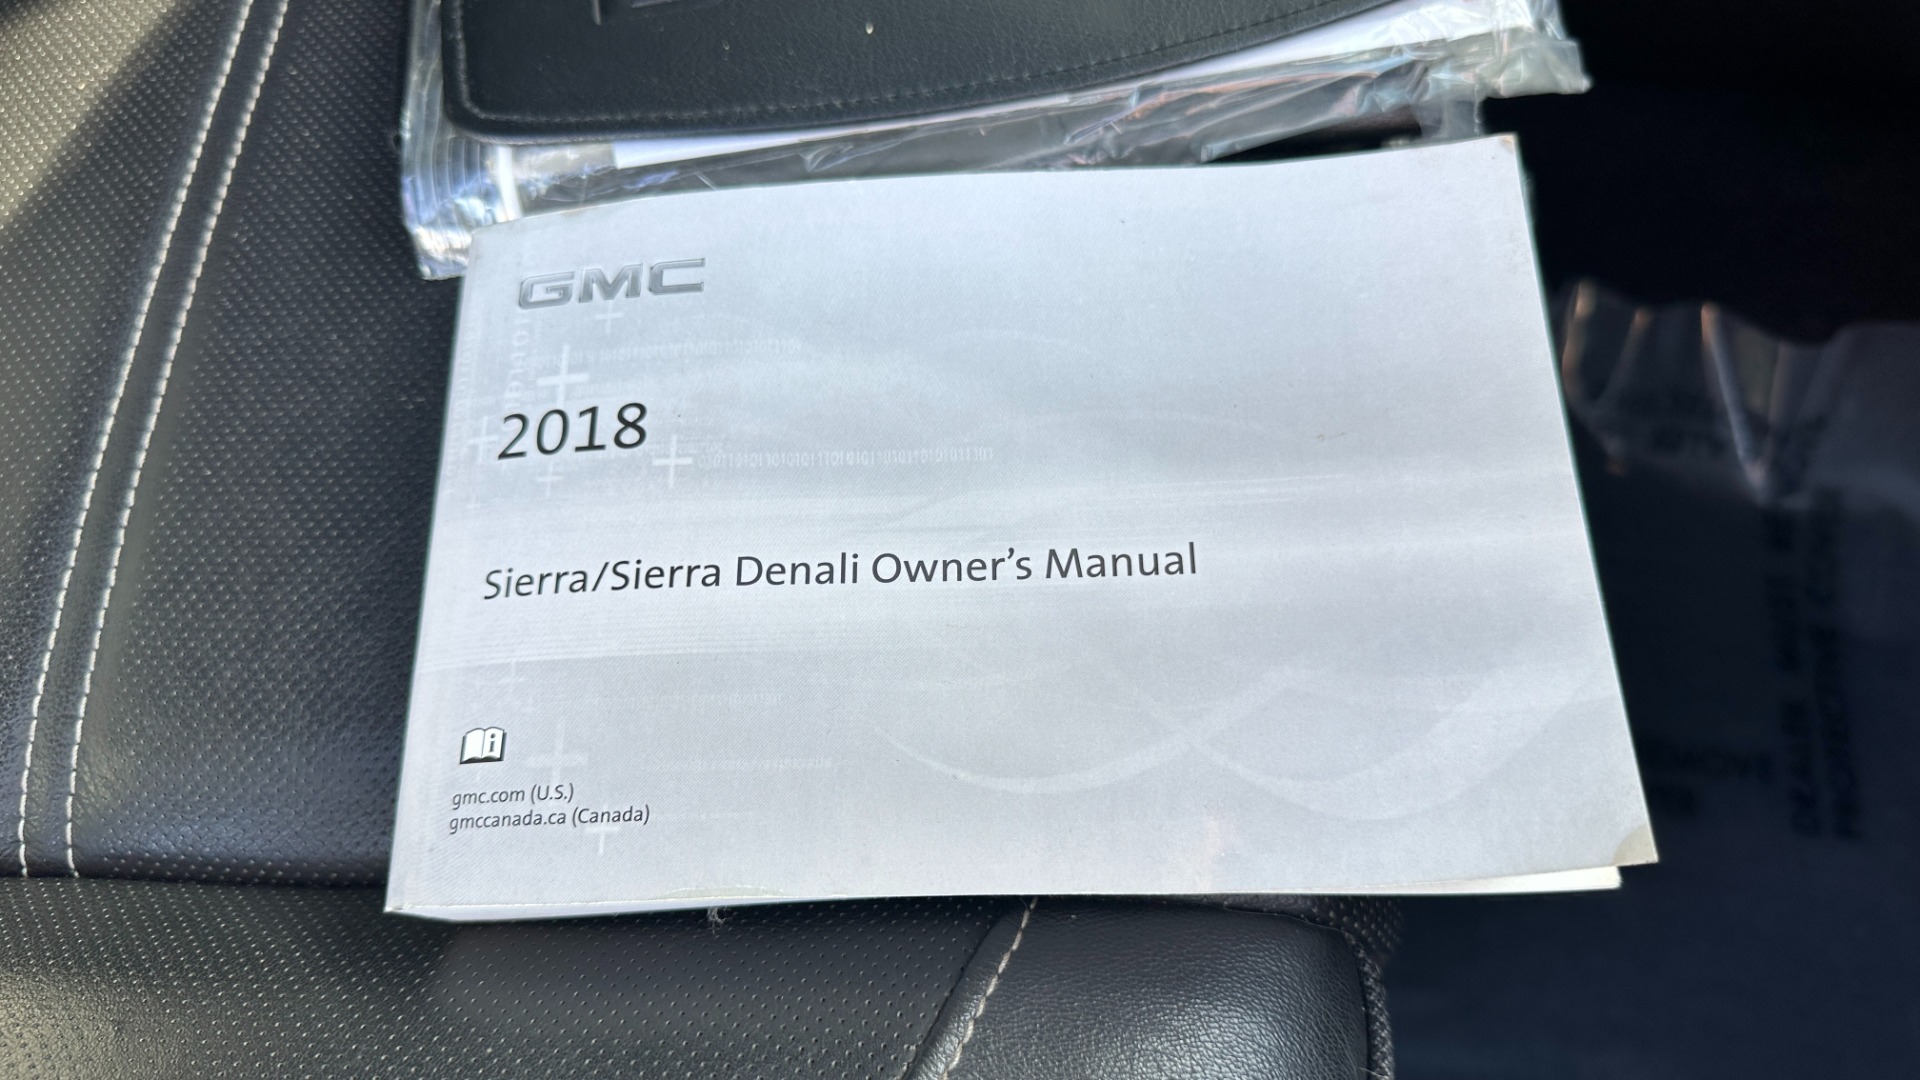 GMC
2018
Sierra/Sierra Denali Owner's Manual
gmc.com (U.S.)
gmccanada.ca (Canada)